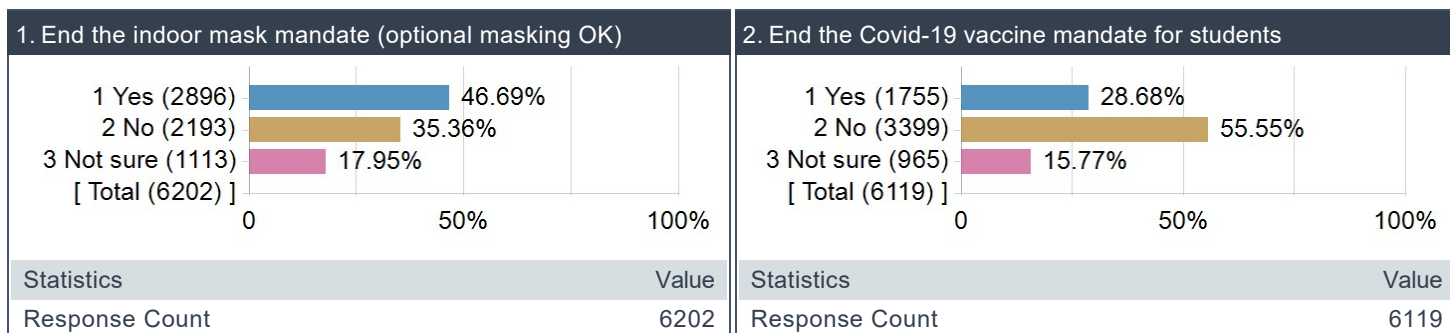 1. End the indoor mask mandate (optional masking OK)
1 Yes (2896) 46.69%
2 No (2193) 35.36%
3 Not sure (1113) 17.95%
[ Total (6202) ]
0 50% 100%
Statistics Value
Response Count 6202
2. End the Covid-19 vaccine mandate for students
1 Yes (1755) 28.68%
2 No (3399) 55.55%
3 Not sure (965) 15.77%
[ Total (6119) ]
0 50% 100%
Statistics Value
Response Count 6119